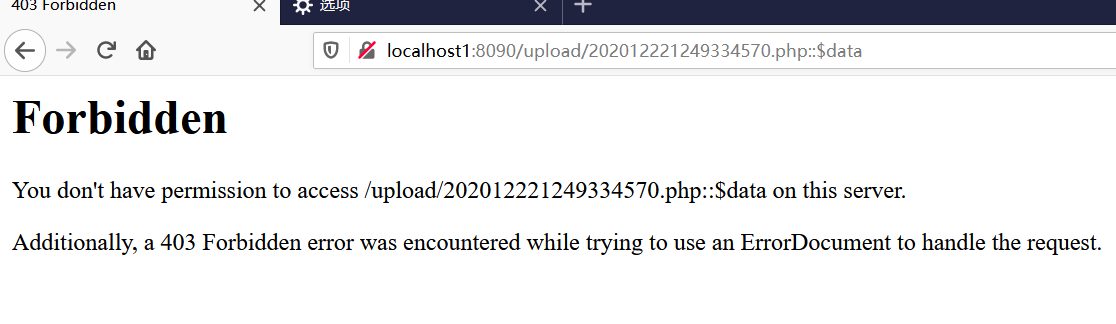 403 Forbidden
选项
localhost1:8090/upload/202012221249334570.php::$data
Forbidden
You don't have permission to access /upload/202012221249334570.php::$data on this server.
Additionally, a 403 Forbidden error was encountered while trying to use an ErrorDocument to handle the request.